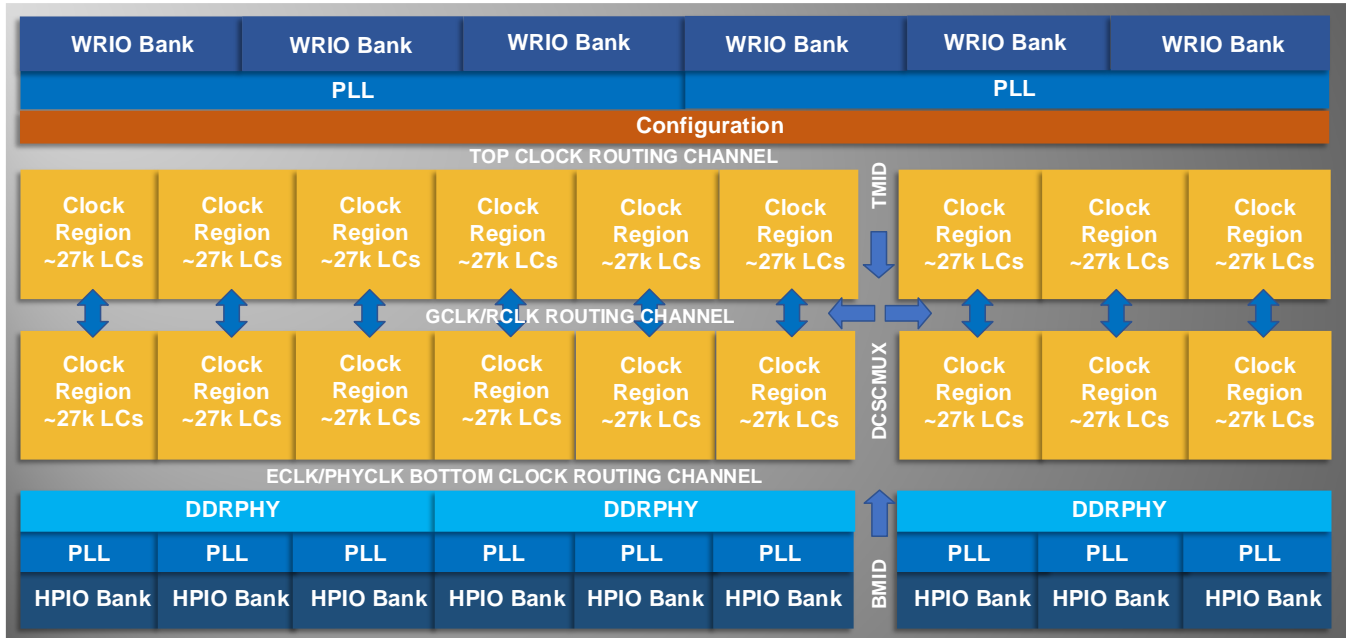 WRIO Bank WRIO Bank WRIO Bank WRIO Bank WRIO Bank WRIO Bank
PLL PLL
Configuration
TOP CLOCK ROUTING CHANNEL
TMID
Clock Clock Clock Clock Clock Clock Clock Clock Clock
Region Region Region Region Region Region Region Region Region
~27k LCs ~27k LCs ~27k LCs ~27k LCs ~27k LCs ~27k LCs ~27k LCs ~27k LCs ~27k LCs
GCLK/RCLK ROUTING CHANNEL
DCSCMUX
Clock Clock Clock Clock Clock Clock Clock Clock Clock
Region Region Region Region Region Region Region Region Region
~27k LCs ~27k LCs ~27k LCs ~27k LCs ~27k LCs ~27k LCs ~27k LCs ~27k LCs ~27k LCs
ECLK/PHYCLK BOTTOM CLOCK ROUTING CHANNEL
DDRPHY DDRPHY DDRPHY
PLL PLL PLL PLL PLL PLL PLL PLL PLL
BMID
HPIO Bank HPIO Bank HPIO Bank HPIO Bank HPIO Bank HPIO Bank HPIO Bank HPIO Bank HPIO Bank